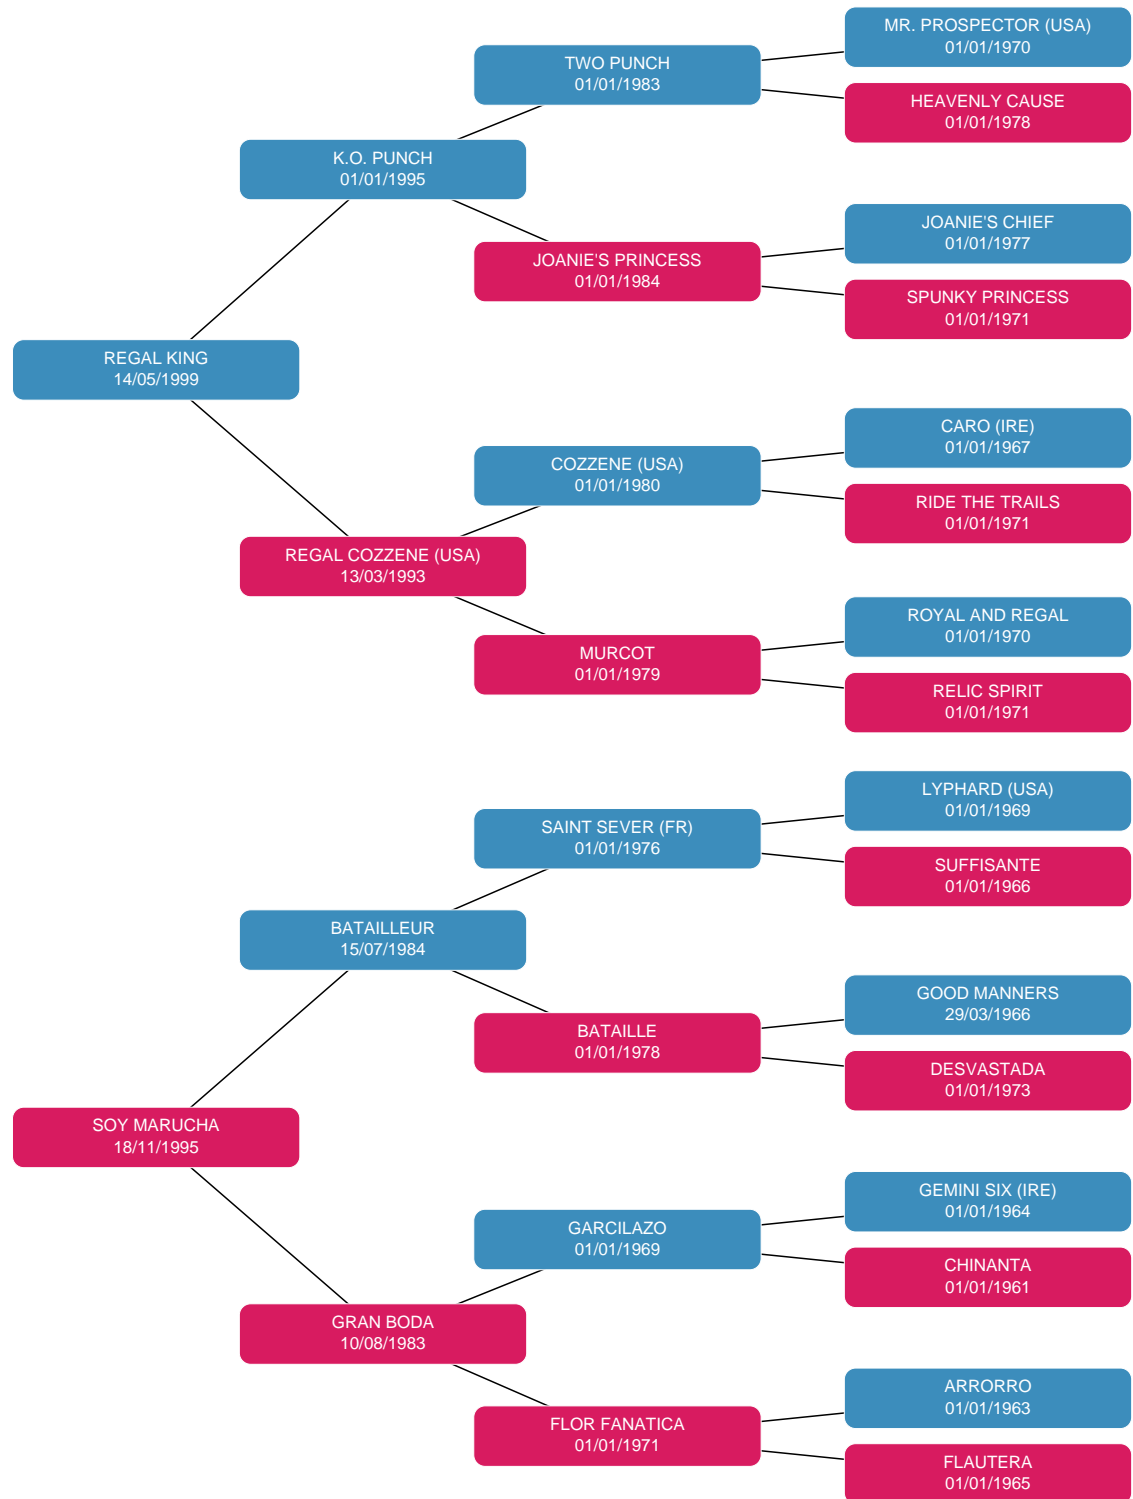 MR. PROSPECTOR (USA)
01/01/1970
TWO PUNCH
01/01/1983
HEAVENLY CAUSE
01/01/1978
K.O. PUNCH
01/01/1995
JOANIE'S CHIEF
01/01/1977
JOANIE'S PRINCESS
01/01/1984
SPUNKY PRINCESS
01/01/1971
REGAL KING
14/05/1999
CARO (IRE)
01/01/1967
COZZENE (USA)
01/01/1980
RIDE THE TRAILS
01/01/1971
REGAL COZZENE (USA)
13/03/1993
ROYAL AND REGAL
01/01/1970
MURCOT
01/01/1979
RELIC SPIRIT
01/01/1971
LYPHARD (USA)
01/01/1969
SAINT SEVER (FR)
01/01/1976
SUFFISANTE
01/01/1966
BATAILLEUR
15/07/1984
GOOD MANNERS
29/03/1966
BATAILLE
01/01/1978
DESVASTADA
01/01/1973
SOY MARUCHA
18/11/1995
GEMINI SIX (IRE)
01/01/1964
GARCILAZO
01/01/1969
CHINANTA
01/01/1961
GRAN BODA
10/08/1983
ARRORRO
01/01/1963
FLOR FANATICA
01/01/1971
FLAUTERA
01/01/1965